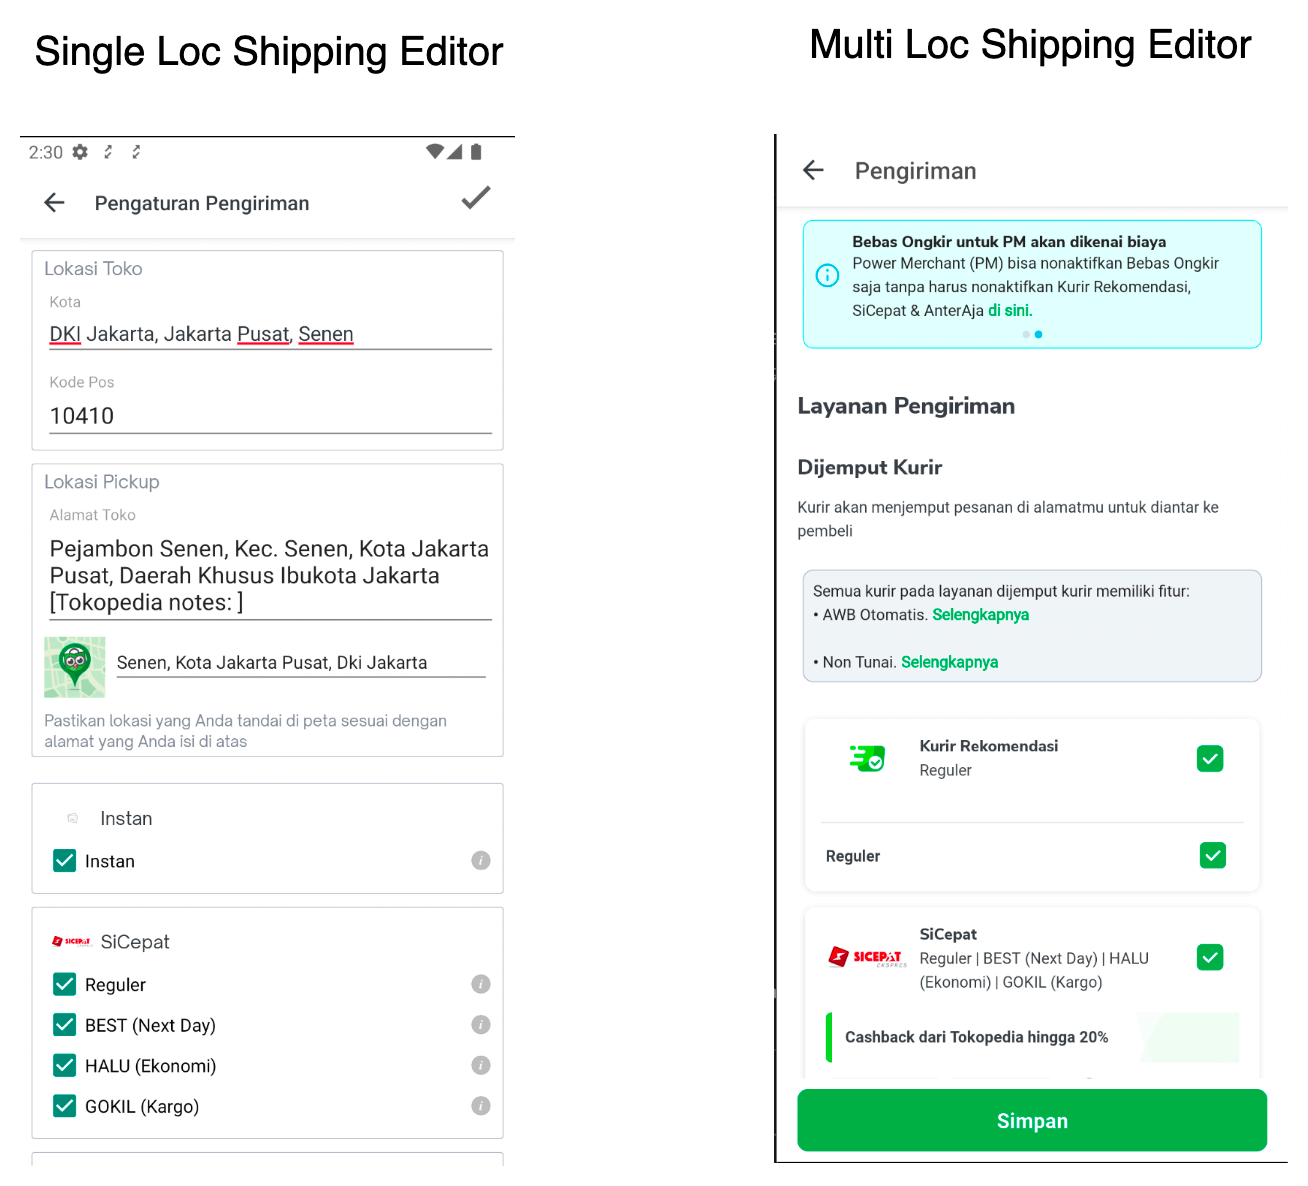 Single Loc Shipping Editor
2:30
Pengaturan Pengiriman
Lokasi Toko
Kota
DKI Jakarta, Jakarta Pusat, Senen
Kode Pos
10410
Lokasi Pickup
Alamat Toko
Pejambon Senen, Kec. Senen, Kota Jakarta
Pusat, Daerah Khusus Ibukota Jakarta
[Tokopedia notes: ]
Senen, Kota Jakarta Pusat, Dki Jakarta
Pastikan lokasi yang Anda tandai di peta sesuai dengan
alamat yang Anda isi di atas
Instan
Instan
SICEPAT SiCepat
Reguler
BEST (Next Day)
HALU (Ekonomi)
GOKIL (Kargo)
Multi Loc Shipping Editor
Pengiriman
Bebas Ongkir untuk PM akan dikenai biaya
Power Merchant (PM) bisa nonaktifkan Bebas Ongkir
saja tanpa harus nonaktifkan Kurir Rekomendasi,
SiCepat & AnterAja di sini.
Layanan Pengiriman
Dijemput Kurir
Kurir akan menjemput pesanan di alamatmu untuk diantar ke
pembeli
Semua kurir pada layanan dijemput kurir memiliki fitur:
• AWB Otomatis. Selengkapnya
• Non Tunai. Selengkapnya
Kurir Rekomendasi
Reguler
Reguler
SiCepat
SICEPAT
EKSPRES
Reguler | BEST (Next Day) | HALU
(Ekonomi) | GOKIL (Kargo)
Cashback dari Tokopedia hingga 20%
Simpan